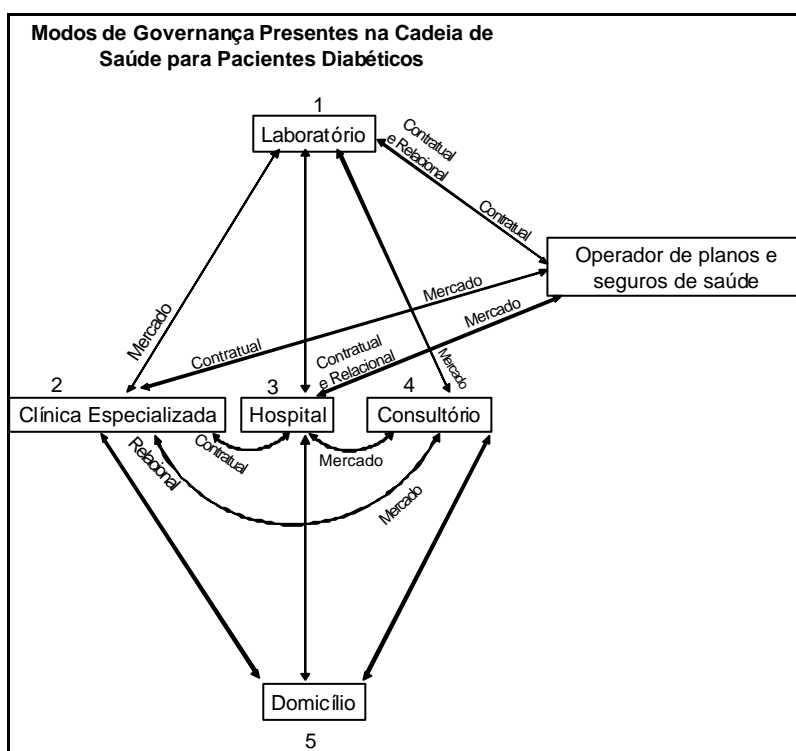 Modos de Governança Presentes na Cadeia de
Saúde para Pacientes Diabéticos
1
Laboratório
Contratual
e Relacional
Contratual
Operador de planos e
seguros de saúde
Mercado
Mercado
Mercado
Contratual
Contratual
e Relacional
Mercado
2
3
4
Clínica Especializada
Hospital
Consultório
Relacional
Contratual
Mercado
Mercado
Domicílio
5